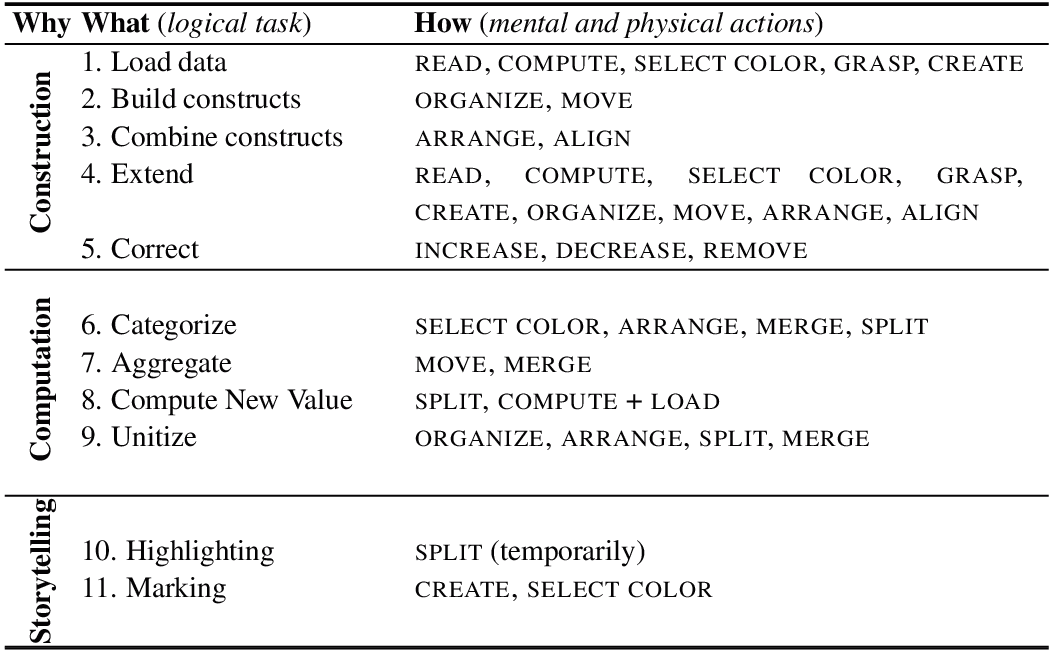 Why What (logical task) How (mental and physical actions)
Construction
1. Load data READ, COMPUTE, SELECT COLOR, GRASP, CREATE
2. Build constructs ORGANIZE, MOVE
3. Combine constructs ARRANGE, ALIGN
4. Extend READ, COMPUTE, SELECT COLOR, GRASP,
CREATE, ORGANIZE, MOVE, ARRANGE, ALIGN
5. Correct INCREASE, DECREASE, REMOVE
Computation
6. Categorize SELECT COLOR, ARRANGE, MERGE, SPLIT
7. Aggregate MOVE, MERGE
8. Compute New Value SPLIT, COMPUTE + LOAD
9. Unitize ORGANIZE, ARRANGE, SPLIT, MERGE
Storytelling
10. Highlighting SPLIT (temporarily)
11. Marking CREATE, SELECT COLOR